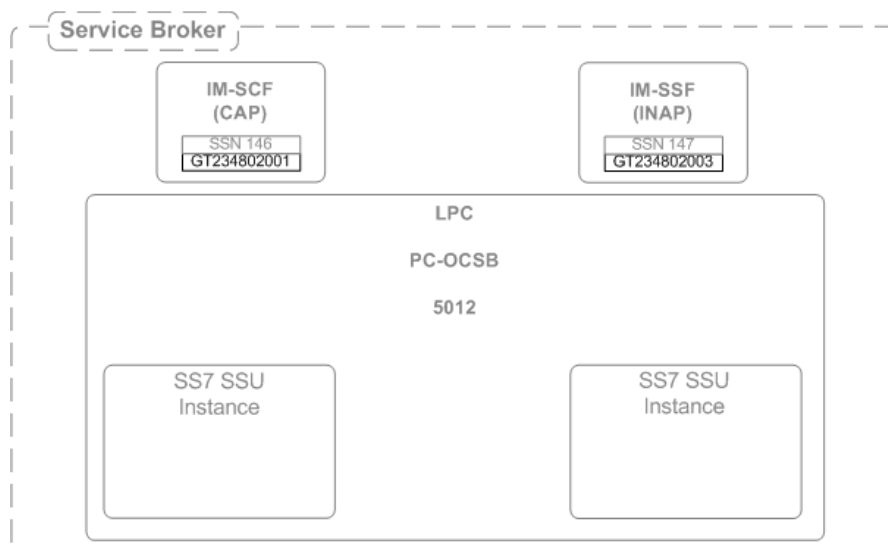 Service Broker
IM-SCF
(CAP)
SSN 146
GT234802001
IM-SSF
(INAP)
SSN 147
GT234802003
LPC
PC-OCSB
5012
SS7 SSU
Instance
SS7 SSU
Instance